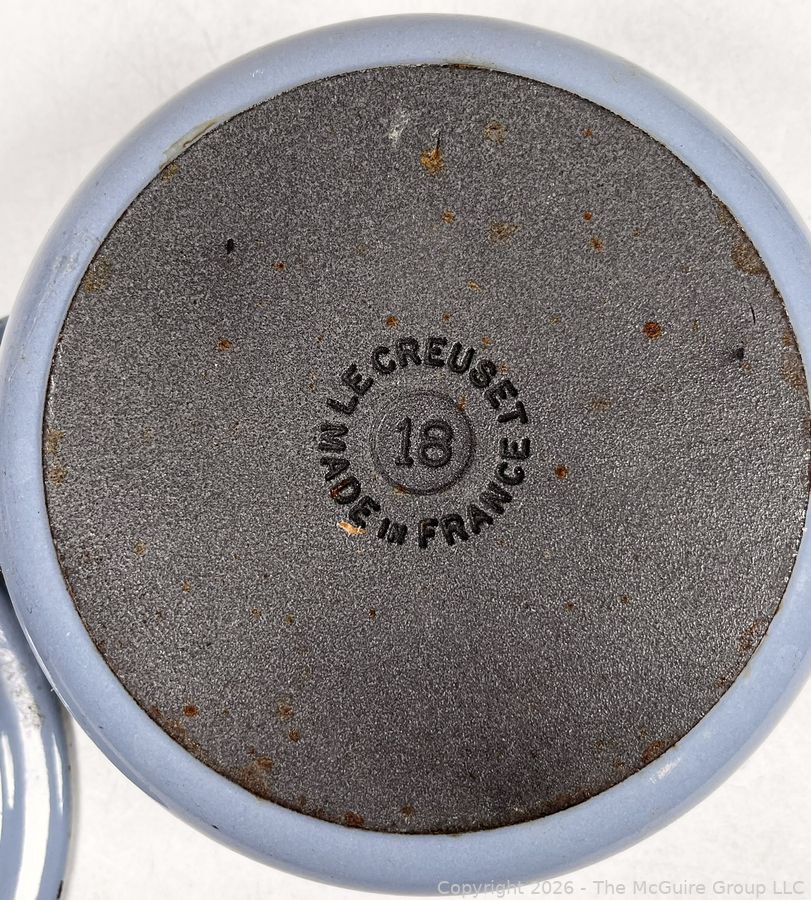 LE CREUSET
18
MADE in FRANCE
Copyright 2026 - The McGuire Group LLC